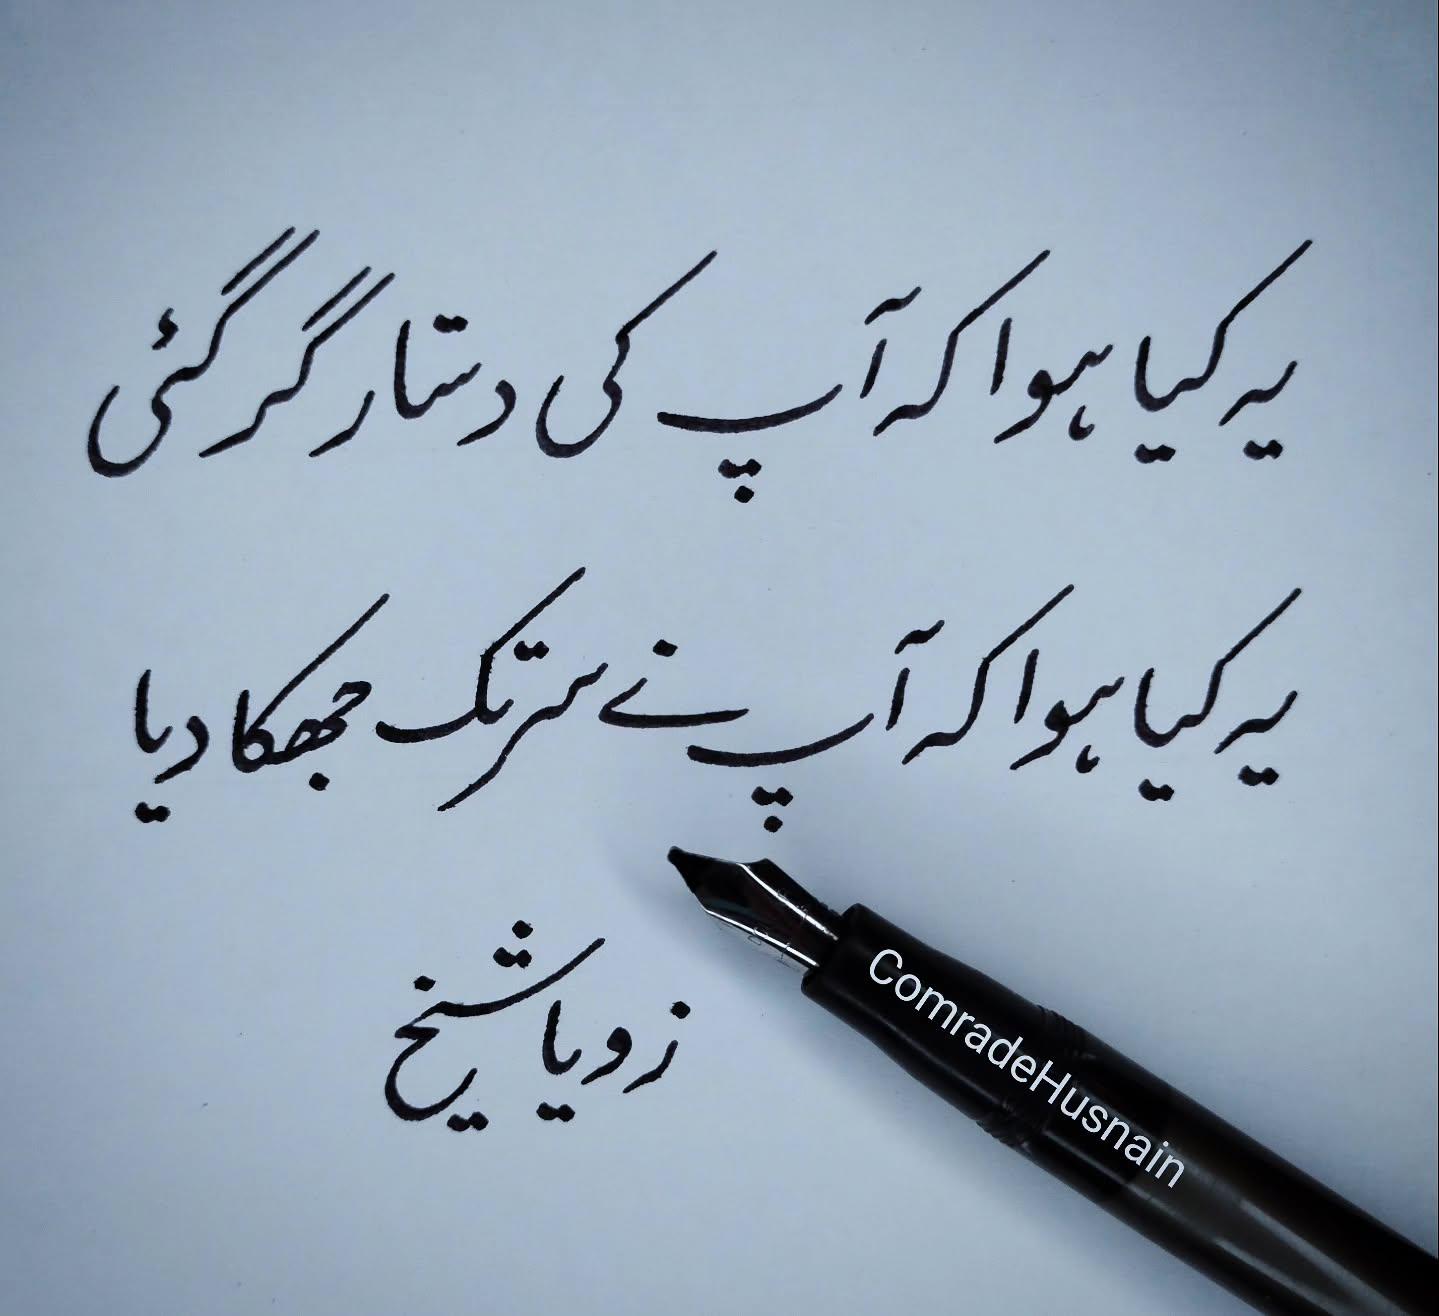 یہ کیا ہوا کہ آپ کی دستار گر گئی
یہ کیا ہوا کہ آپ نے سر تک جھکا دیا
زویا شیخ
ComradeHusnain